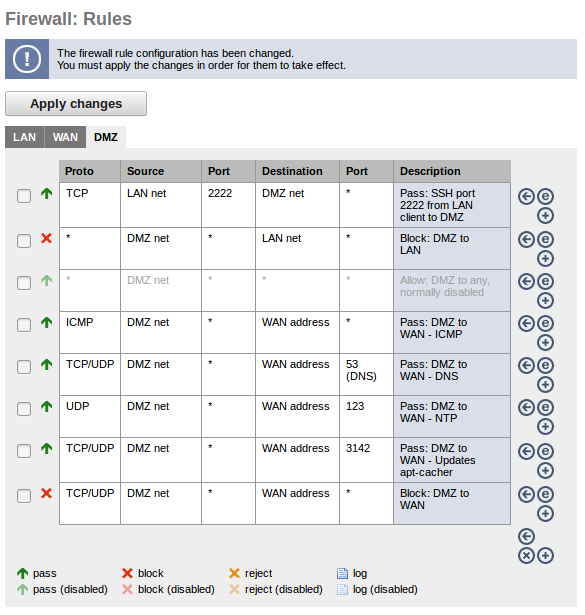 Firewall: Rules
The firewall rule configuration has been changed.
You must apply the changes in order for them to take effect.
Apply changes
LAN WAN DMZ
Proto Source Port Destination Port Description
TCP LAN net 2222 DMZ net * Pass: SSH port
2222 from LAN
client to DMZ
* DMZ net * LAN net * Block: DMZ to
LAN
* DMZ net * * * Allow: DMZ to any,
normally disabled
ICMP DMZ net * WAN address * Pass: DMZ to
WAN - ICMP
TCP/UDP DMZ net * WAN address 53 Pass: DMZ to
(DNS) WAN - DNS
UDP DMZ net * WAN address 123 Pass: DMZ to
WAN - NTP
TCP/UDP DMZ net * WAN address 3142 Pass: DMZ to
WAN - Updates
apt-cacher
TCP/UDP DMZ net * WAN address * Block: DMZ to
WAN
pass block reject log
pass (disabled) block (disabled) reject (disabled) log (disabled)